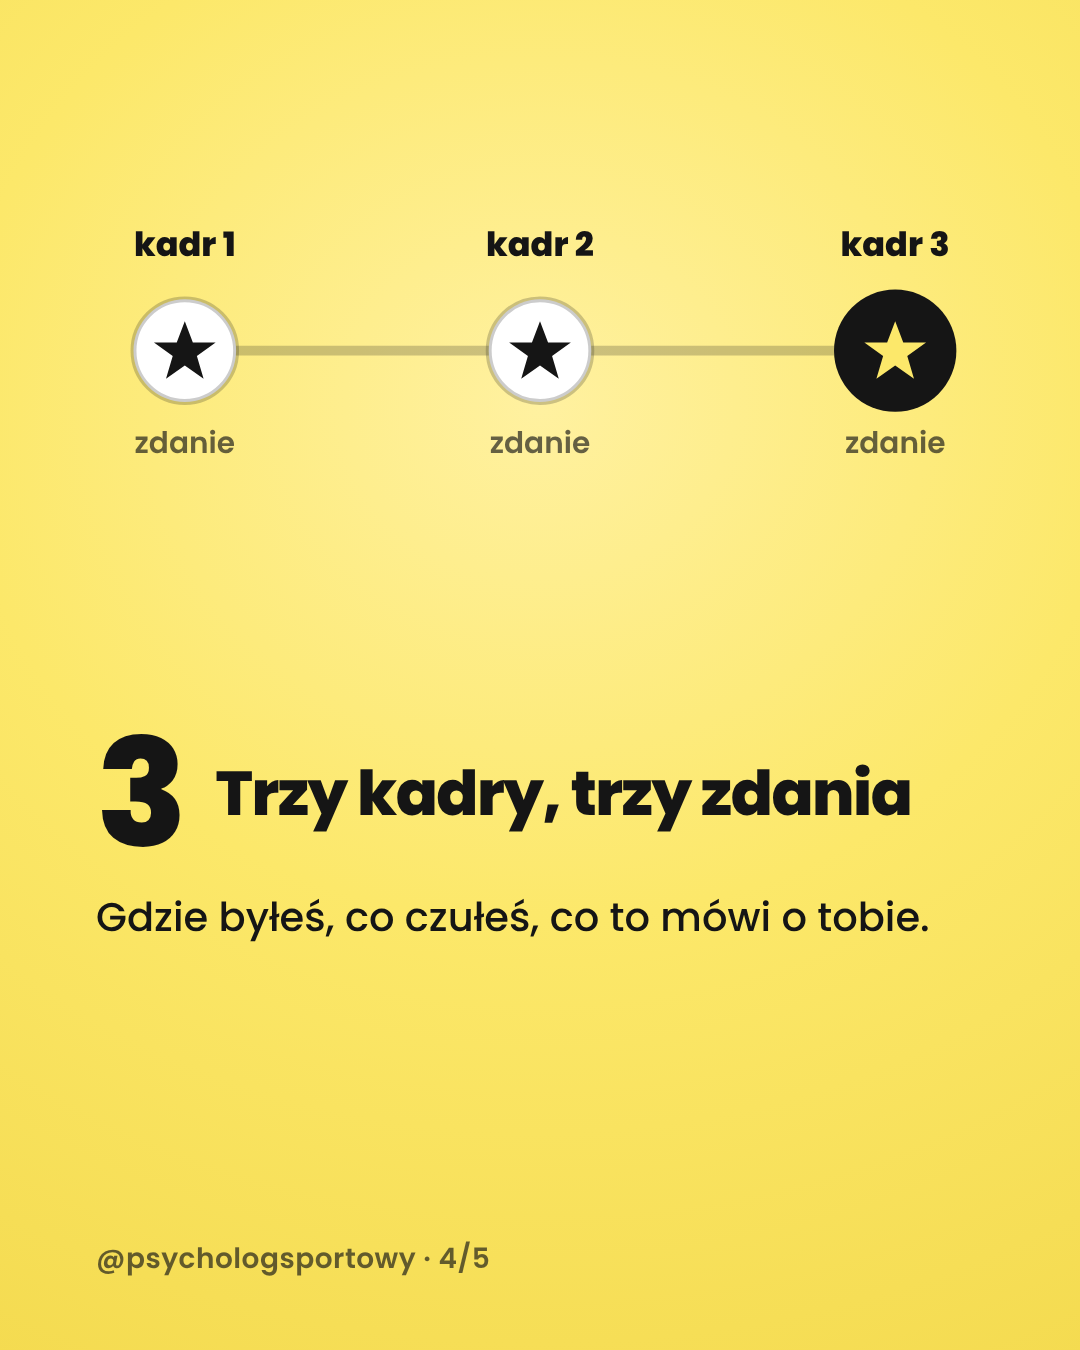 kadr 1 kadr 2 kadr 3
zdanie zdanie zdanie
3 Trzy kadry, trzy zdania
Gdzie byłeś, co czułeś, co to mówi o tobie.
@psychologsportowy · 4/5